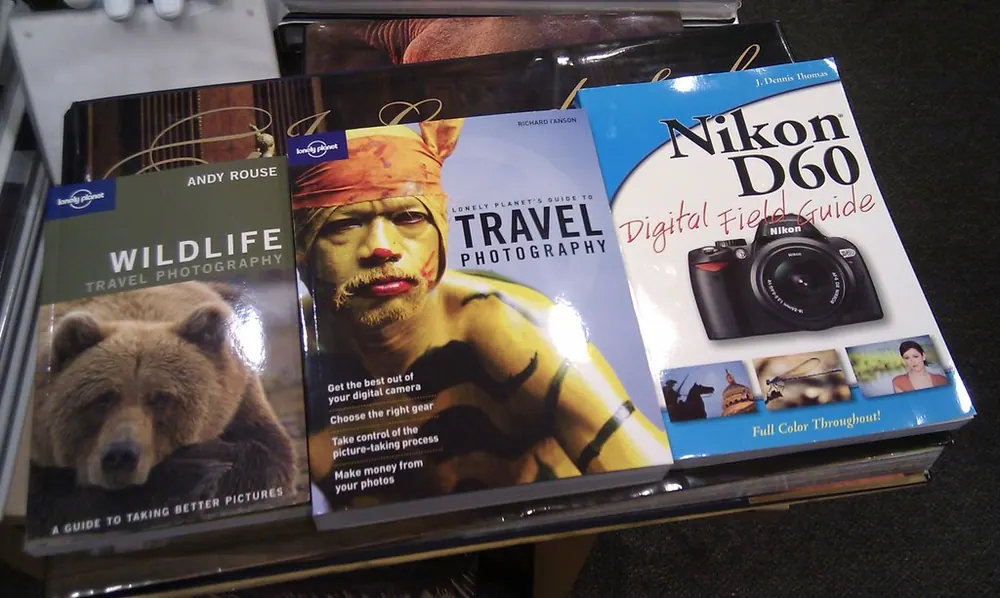 lonely planet
ANDY ROUSE
WILDLIFE
TRAVEL PHOTOGRAPHY
A GUIDE TO TAKING BETTER PICTURES
lonely planet
RICHARD I'ANSON
LONELY PLANET'S GUIDE TO
TRAVEL
PHOTOGRAPHY
Get the best out of
your digital camera
Choose the right gear
Take control of the
picture-taking process
Make money from
your photos
J. Dennis Thomas
Nikon®
D60
Digital Field Guide
Nikon
D60
Nikon
Full Color Throughout!